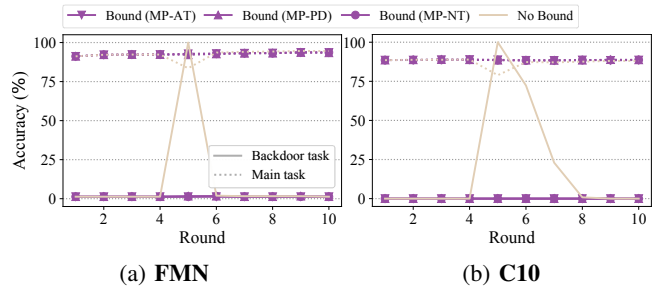 Bound (MP-AT) Bound (MP-PD) Bound (MP-NT) No Bound
Accuracy (%)
100
75
50
25
0
Backdoor task
Main task
2 4 6 8 10
Round
(a) FMN
100
75
50
25
0
2 4 6 8 10
Round
(b) C10